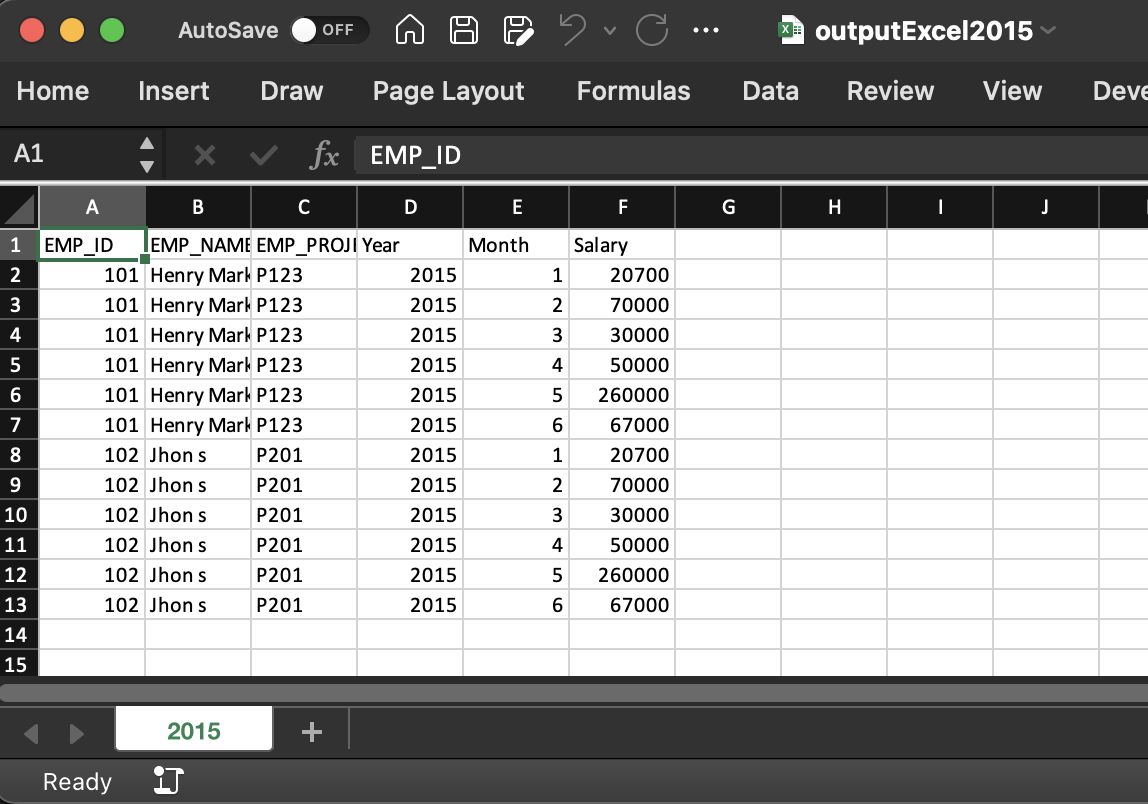 AutoSave OFF outputExcel2015
Home Insert Draw Page Layout Formulas Data Review View Deve
A1 fx EMP_ID
A B C D E F G H I J
1 EMP_ID EMP_NAME EMP_PROJE Year Month Salary
2 101 Henry Mark P123 2015 1 20700
3 101 Henry Mark P123 2015 2 70000
4 101 Henry Mark P123 2015 3 30000
5 101 Henry Mark P123 2015 4 50000
6 101 Henry Mark P123 2015 5 260000
7 101 Henry Mark P123 2015 6 67000
8 102 Jhon s P201 2015 1 20700
9 102 Jhon s P201 2015 2 70000
10 102 Jhon s P201 2015 3 30000
11 102 Jhon s P201 2015 4 50000
12 102 Jhon s P201 2015 5 260000
13 102 Jhon s P201 2015 6 67000
14
15
2015
Ready